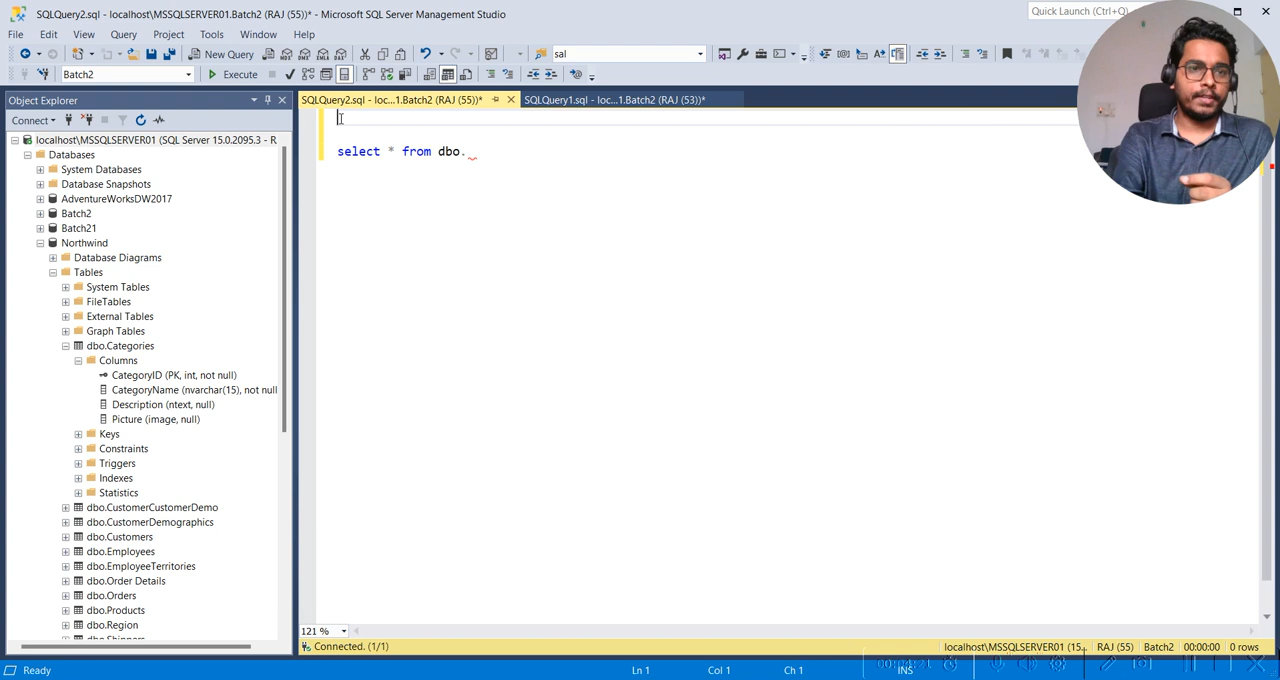 SQLQuery2.sql - localhost\MSSQLSERVER01.Batch2 (RAJ (55))* - Microsoft SQL Server Management Studio
Quick Launch (Ctrl+Q)
File Edit View Query Project Tools Window Help
New Query
sal
Batch2
Execute
Object Explorer
SQLQuery2.sql - loc...1.Batch2 (RAJ (55))*
SQLQuery1.sql - loc...1.Batch2 (RAJ (53))*
Connect
localhost\MSSQLSERVER01 (SQL Server 15.0.2095.3 - R
Databases
System Databases
Database Snapshots
AdventureWorksDW2017
Batch2
Batch21
Northwind
Database Diagrams
Tables
System Tables
FileTables
External Tables
Graph Tables
dbo.Categories
Columns
CategoryID (PK, int, not null)
CategoryName (nvarchar(15), not null
Description (ntext, null)
Picture (image, null)
Keys
Constraints
Triggers
Indexes
Statistics
dbo.CustomerCustomerDemo
dbo.CustomerDemographics
dbo.Customers
dbo.Employees
dbo.EmployeeTerritories
dbo.Order Details
dbo.Orders
dbo.Products
dbo.Region
dbo.Shippers
select * from dbo.
121 %
Connected. (1/1)
localhost\MSSQLSERVER01 (15... RAJ (55) Batch2 00:00:00 0 rows
Ready
Ln 1
Col 1
Ch 1
INS